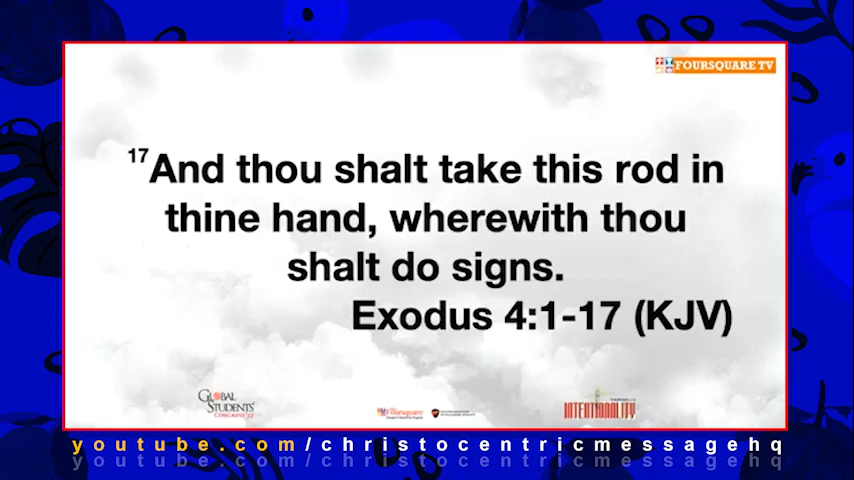 FOURSQUARE TV
17And thou shalt take this rod in
thine hand, wherewith thou
shalt do signs.
Exodus 4:1-17 (KJV)
GLOBAL
STUDENTS'
Foursquare
INTENTIONALITY
youtube.com/christocentricmessagehq